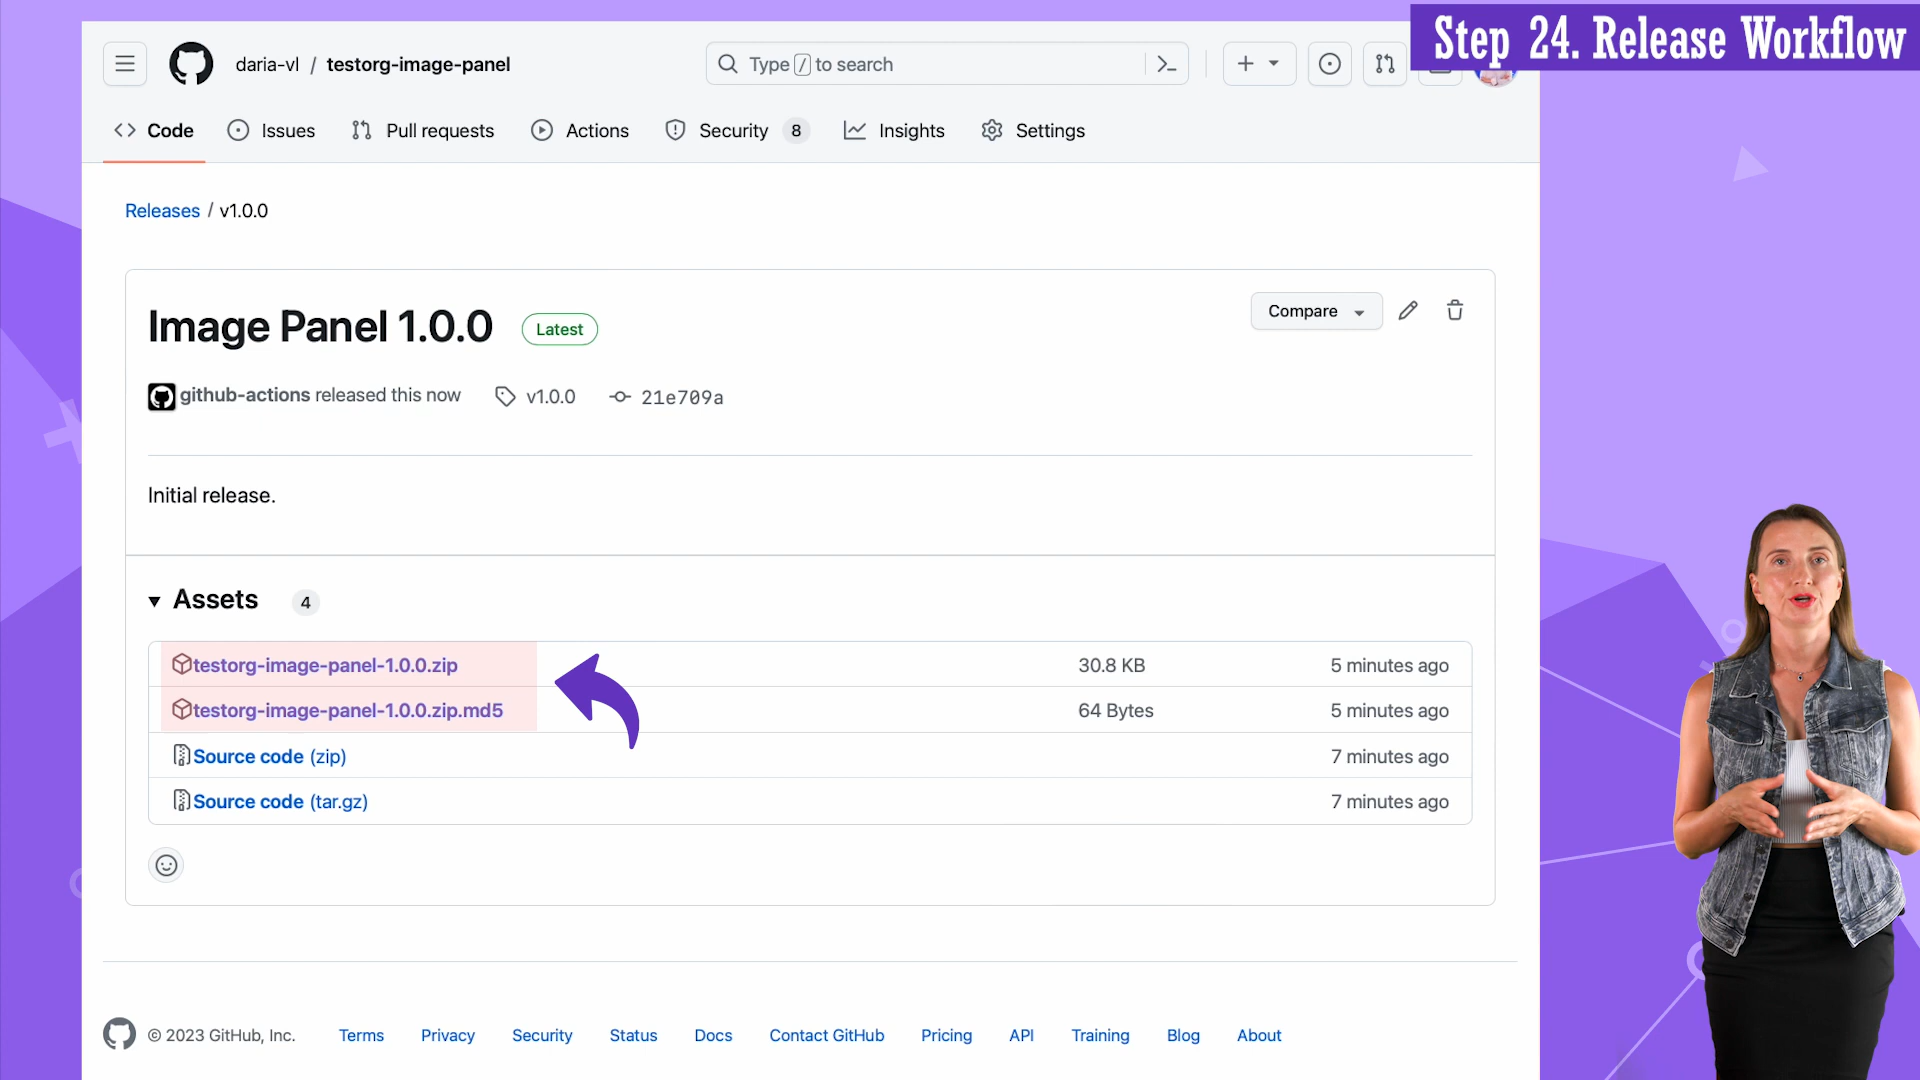 Step 24. Release Workflow
daria-vl / testorg-image-panel
Type / to search
Code
Issues
Pull requests
Actions
Security 8
Insights
Settings
Releases / v1.0.0
Image Panel 1.0.0
Latest
Compare
github-actions released this now
v1.0.0
21e709a
Initial release.
Assets 4
testorg-image-panel-1.0.0.zip 30.8 KB 5 minutes ago
testorg-image-panel-1.0.0.zip.md5 64 Bytes 5 minutes ago
Source code (zip) 7 minutes ago
Source code (tar.gz) 7 minutes ago
© 2023 GitHub, Inc. Terms Privacy Security Status Docs Contact GitHub Pricing API Training Blog About